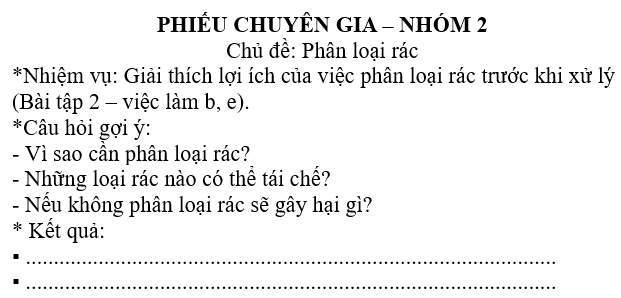 PHIẾU CHUYÊN GIA – NHÓM 2
Chủ đề: Phân loại rác
*Nhiệm vụ: Giải thích lợi ích của việc phân loại rác trước khi xử lý
(Bài tập 2 – việc làm b, e).
*Câu hỏi gợi ý:
- Vì sao cần phân loại rác?
- Những loại rác nào có thể tái chế?
- Nếu không phân loại rác sẽ gây hại gì?
* Kết quả:
▪ ................................................................................................
▪ ................................................................................................